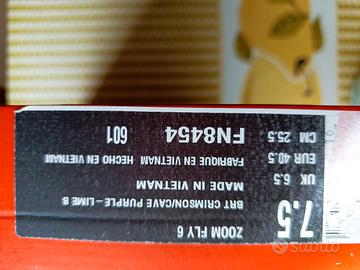 ZOOM FLY 6
BRT CRIMSON/CAVE PURPLE-LIME B
MADE IN VIETNAM
FABRIQUE EN VIETNAM HECHO EN VIETNAM
FN8454 601
7.5
UK 6.5
EUR 40.5
CM 25.5
subito